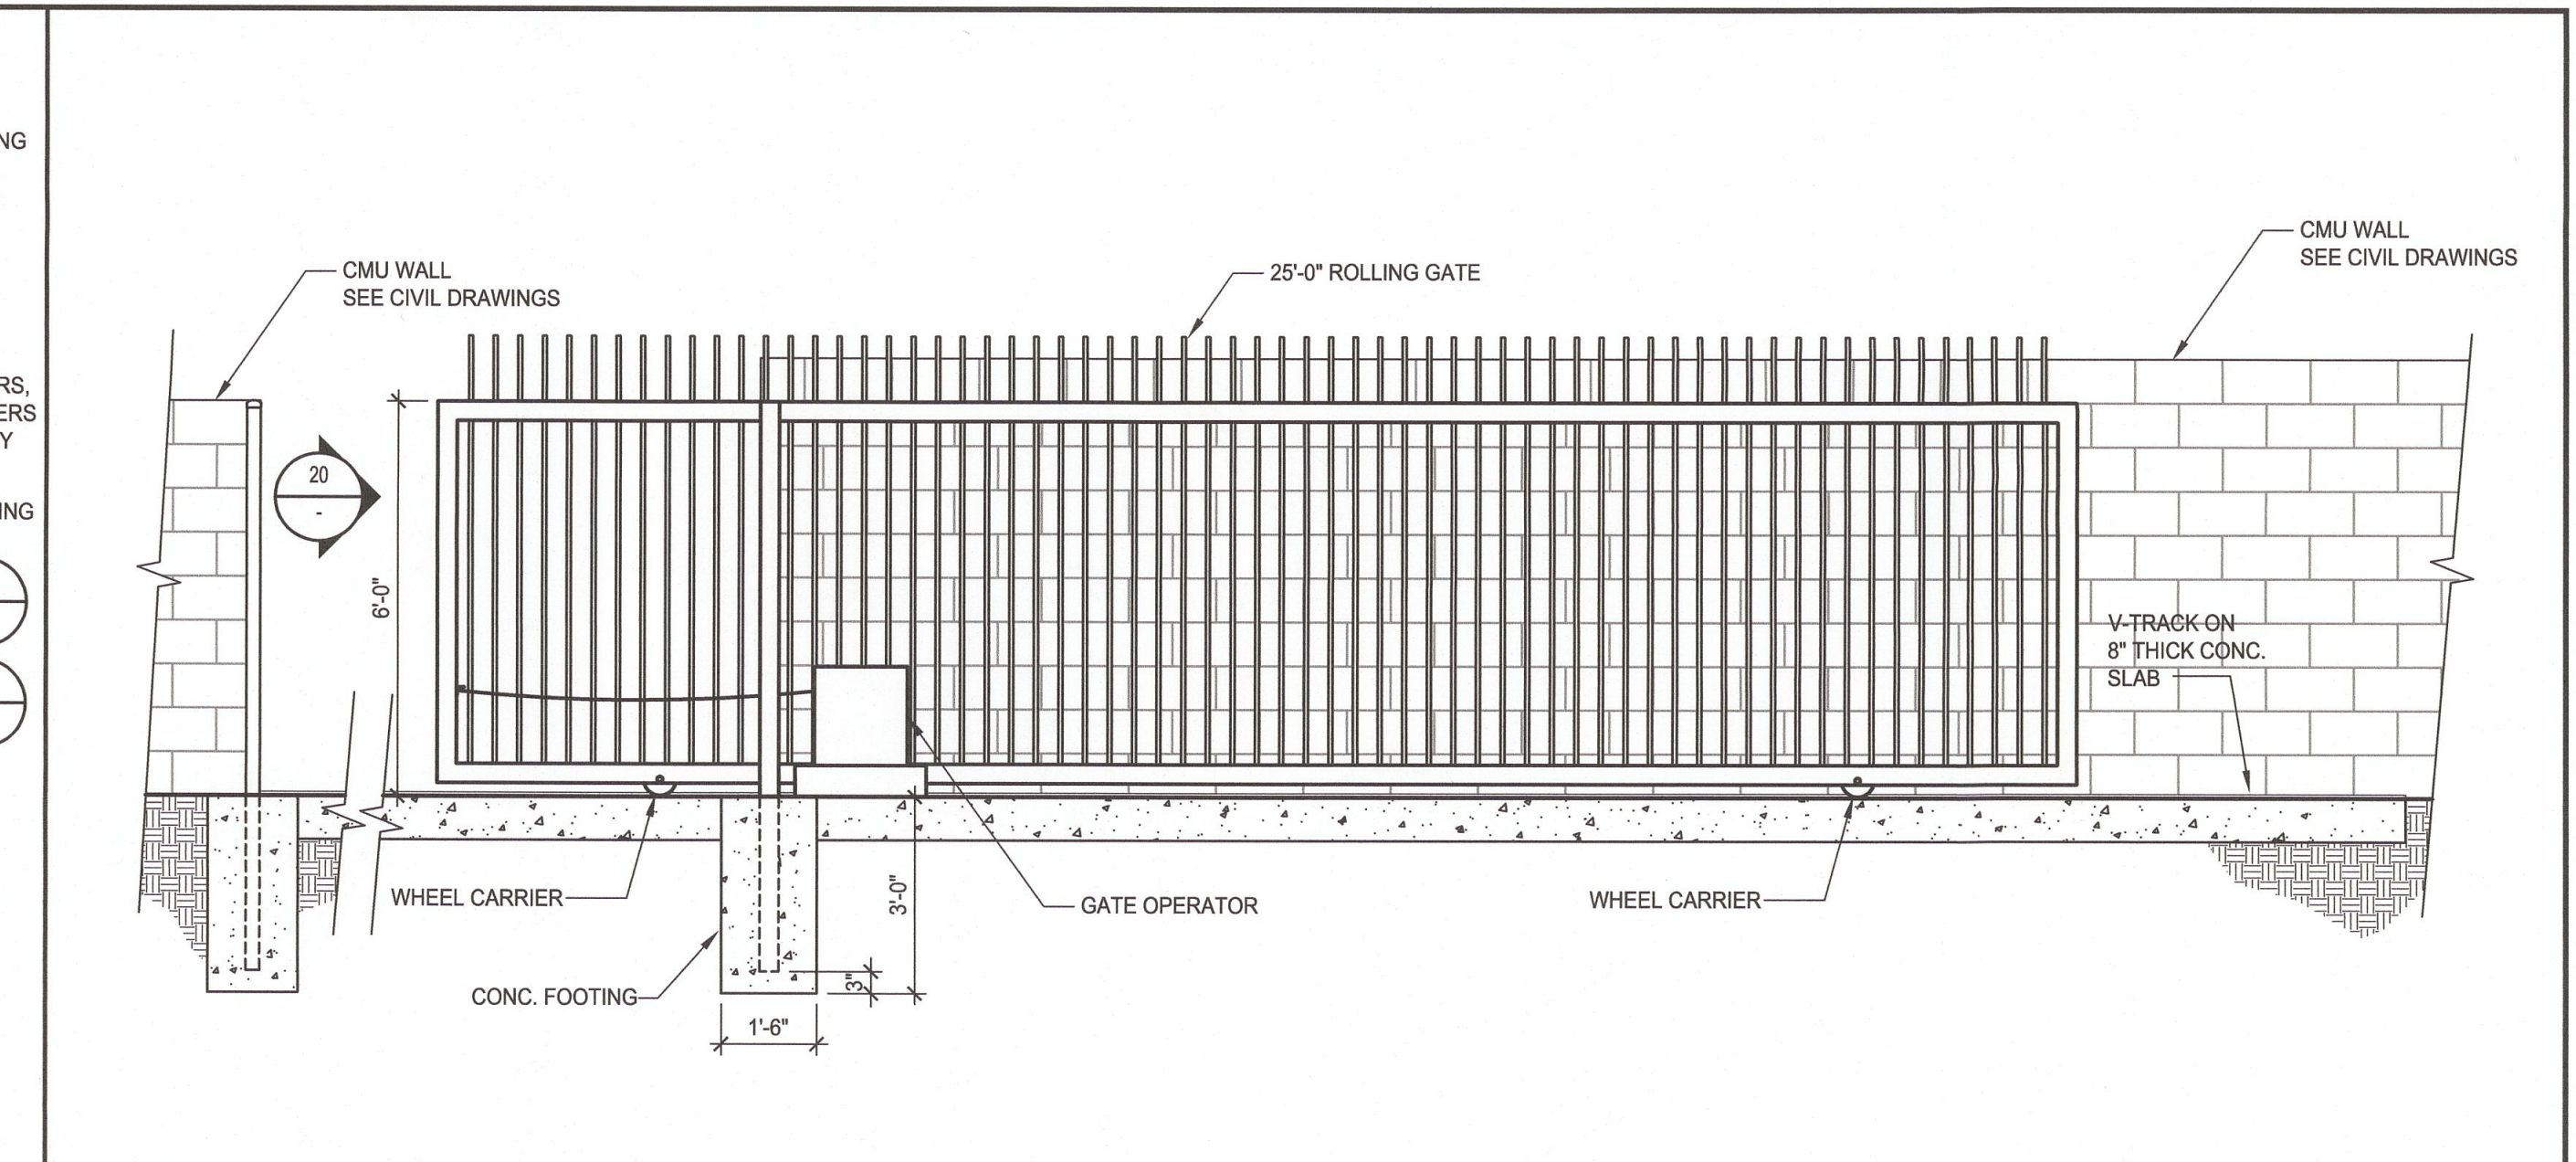 NG
RS,
ERS
Y
ING
CMU WALL
SEE CIVIL DRAWINGS
25'-0" ROLLING GATE
CMU WALL
SEE CIVIL DRAWINGS
20
-
6'-0"
V-TRACK ON
8" THICK CONC.
SLAB
WHEEL CARRIER
3'-0"
GATE OPERATOR
WHEEL CARRIER
CONC. FOOTING
3"
1'-6"